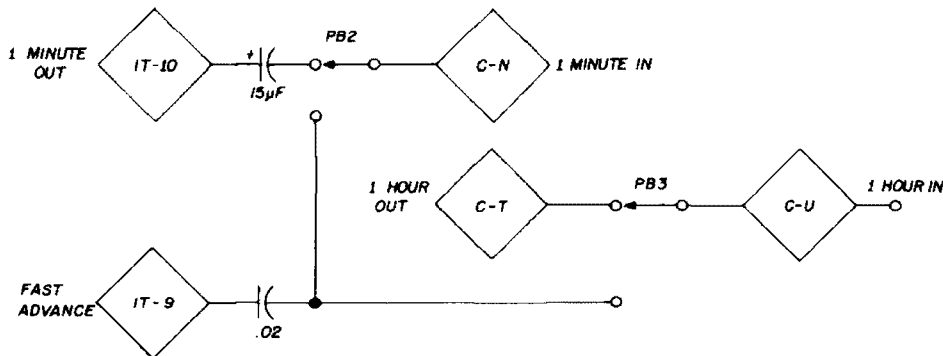 1 MINUTE
OUT
IT-10
+
15µF
PB2
C-N
1 MINUTE IN
1 HOUR
OUT
C-T
PB3
C-U
1 HOUR IN
FAST
ADVANCE
IT-9
.02